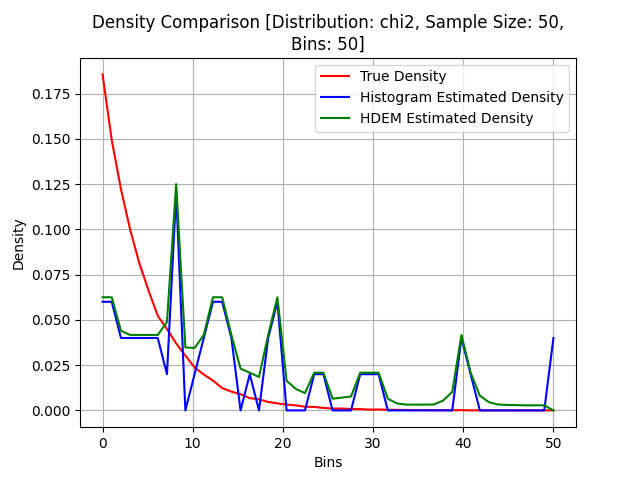 Density Comparison [Distribution: chi2, Sample Size: 50,
Bins: 50]
True Density
Histogram Estimated Density
HDEM Estimated Density
Density
0.175
0.150
0.125
0.100
0.075
0.050
0.025
0.000
0 10 20 30 40 50
Bins